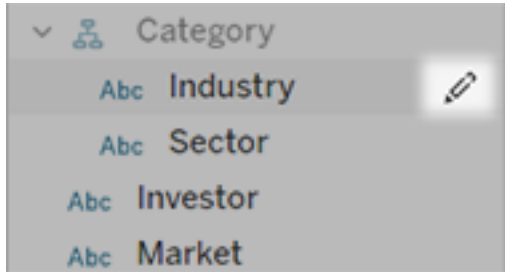 Category
Abc Industry
Abc Sector
Abc Investor
Abc Market